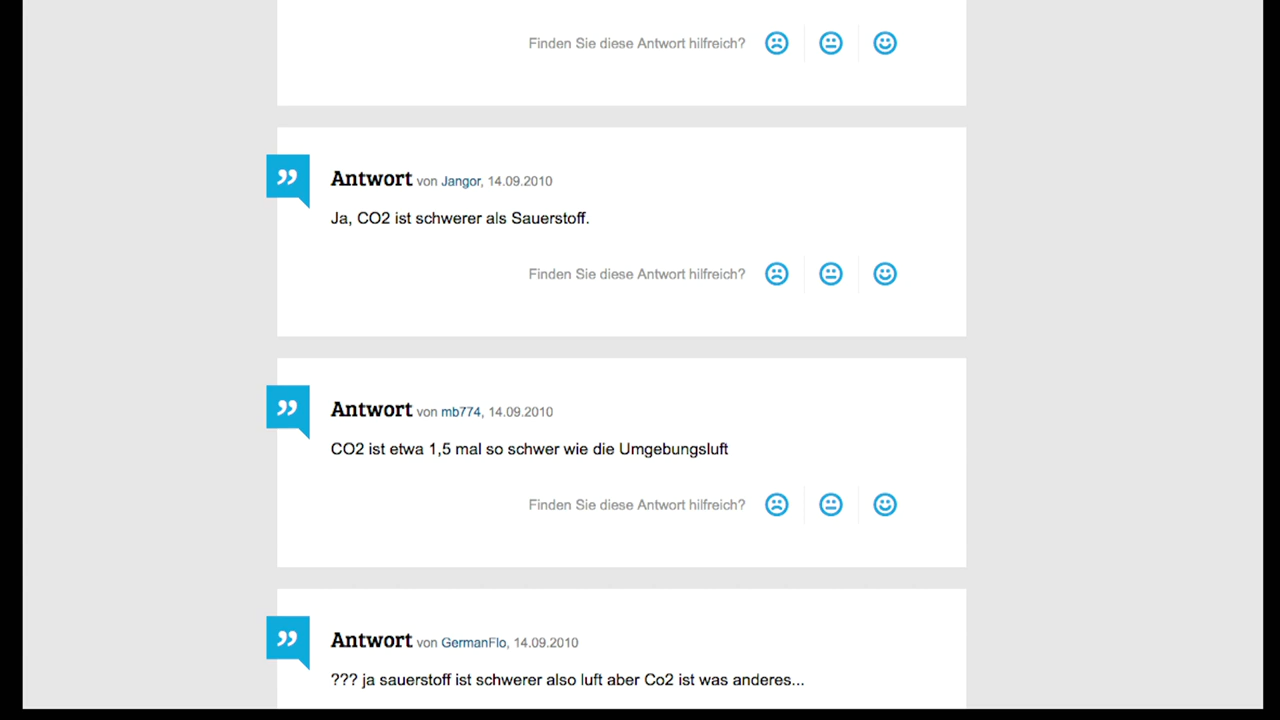 Finden Sie diese Antwort hilfreich?
Antwort von Jangor, 14.09.2010
Ja, CO2 ist schwerer als Sauerstoff.
Finden Sie diese Antwort hilfreich?
Antwort von mb774, 14.09.2010
CO2 ist etwa 1,5 mal so schwer wie die Umgebungsluft
Finden Sie diese Antwort hilfreich?
Antwort von GermanFlo, 14.09.2010
??? ja sauerstoff ist schwerer also luft aber Co2 ist was anderes...